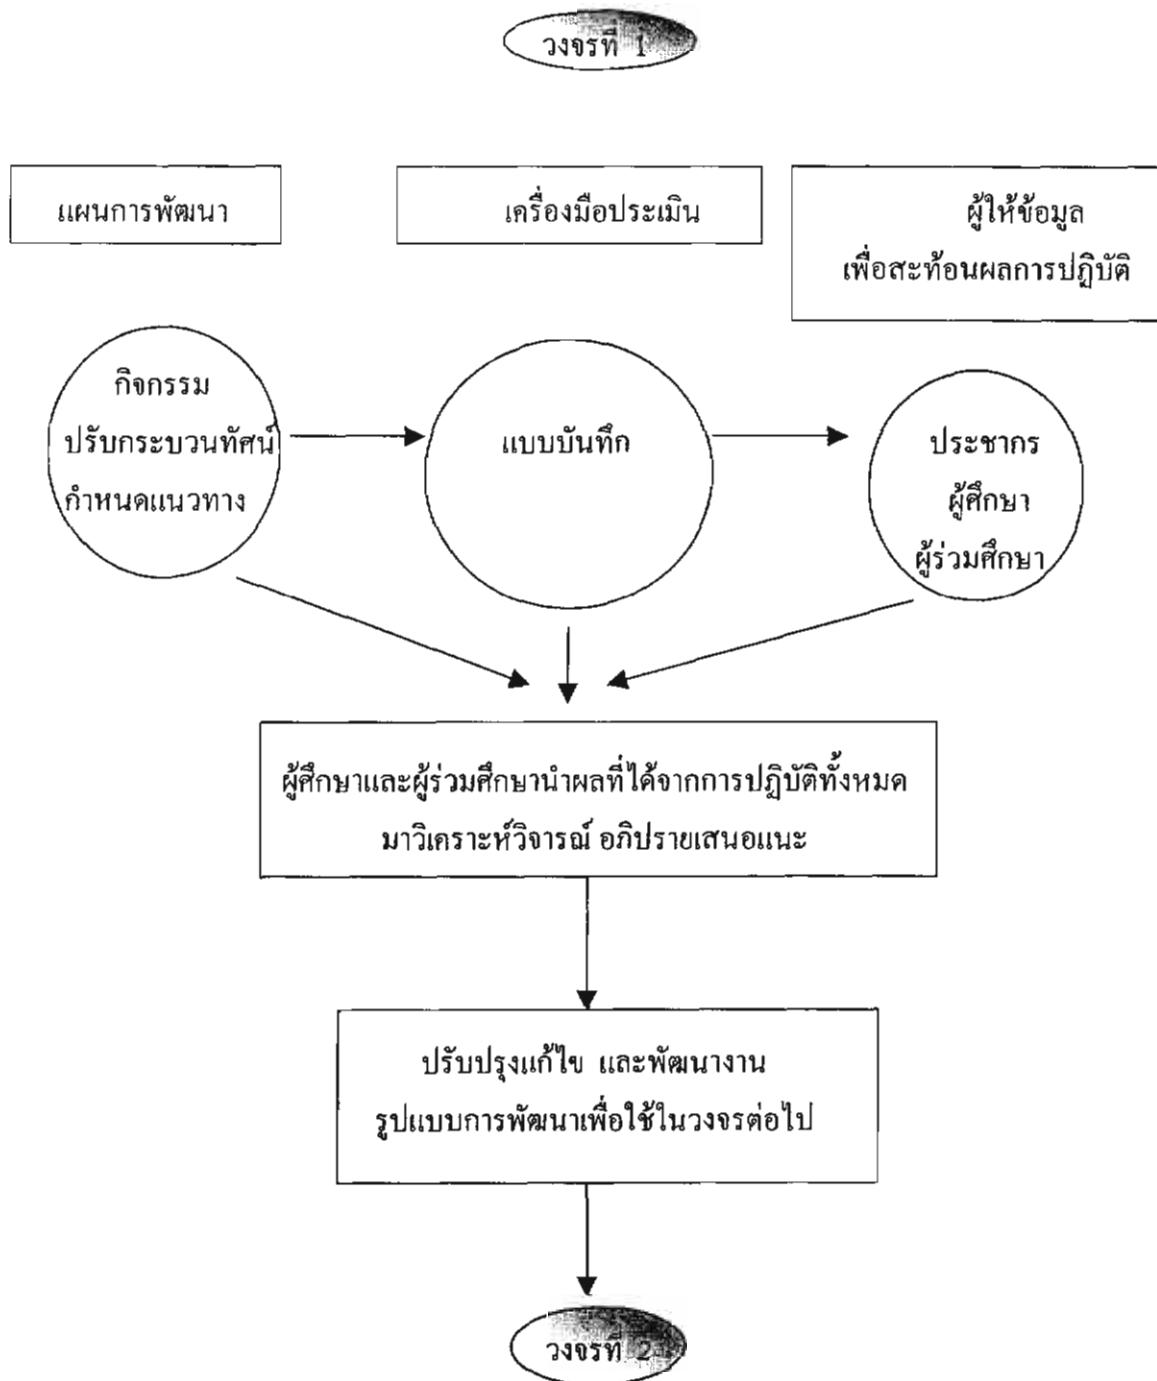 วงจรที่ 1
แผนการพัฒนา
เครื่องมือประเมิน
ผู้ให้ข้อมูล
เพื่อสะท้อนผลการปฏิบัติ
กิจกรรม
ปรับกระบวนทัศน์
กำหนดแนวทาง
แบบบันทึก
ประชากร
ผู้ศึกษา
ผู้ร่วมศึกษา
ผู้ศึกษาและผู้ร่วมศึกษานำผลที่ได้จากการปฏิบัติทั้งหมด
มาวิเคราะห์วิจารณ์ อภิปรายเสนอแนะ
ปรับปรุงแก้ไข และพัฒนางาน
รูปแบบการพัฒนาเพื่อใช้ในวงจรต่อไป
วงจรที่ 2